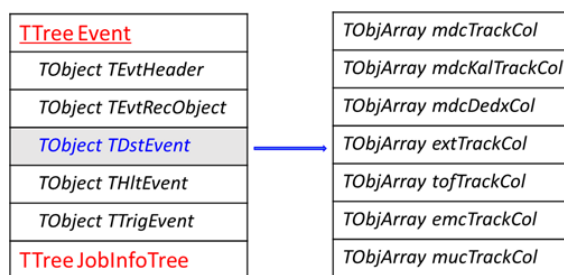 TTree Event
TObject TEvtHeader
TObject TEvtRecObject
TObject TDstEvent
TObject THltEvent
TObject TTrigEvent
TTree JobInfoTree
TObjArray mdcTrackCol
TObjArray mdcKalTrackCol
TObjArray mdcDedxCol
TObjArray extTrackCol
TObjArray tofTrackCol
TObjArray emcTrackCol
TObjArray mucTrackCol